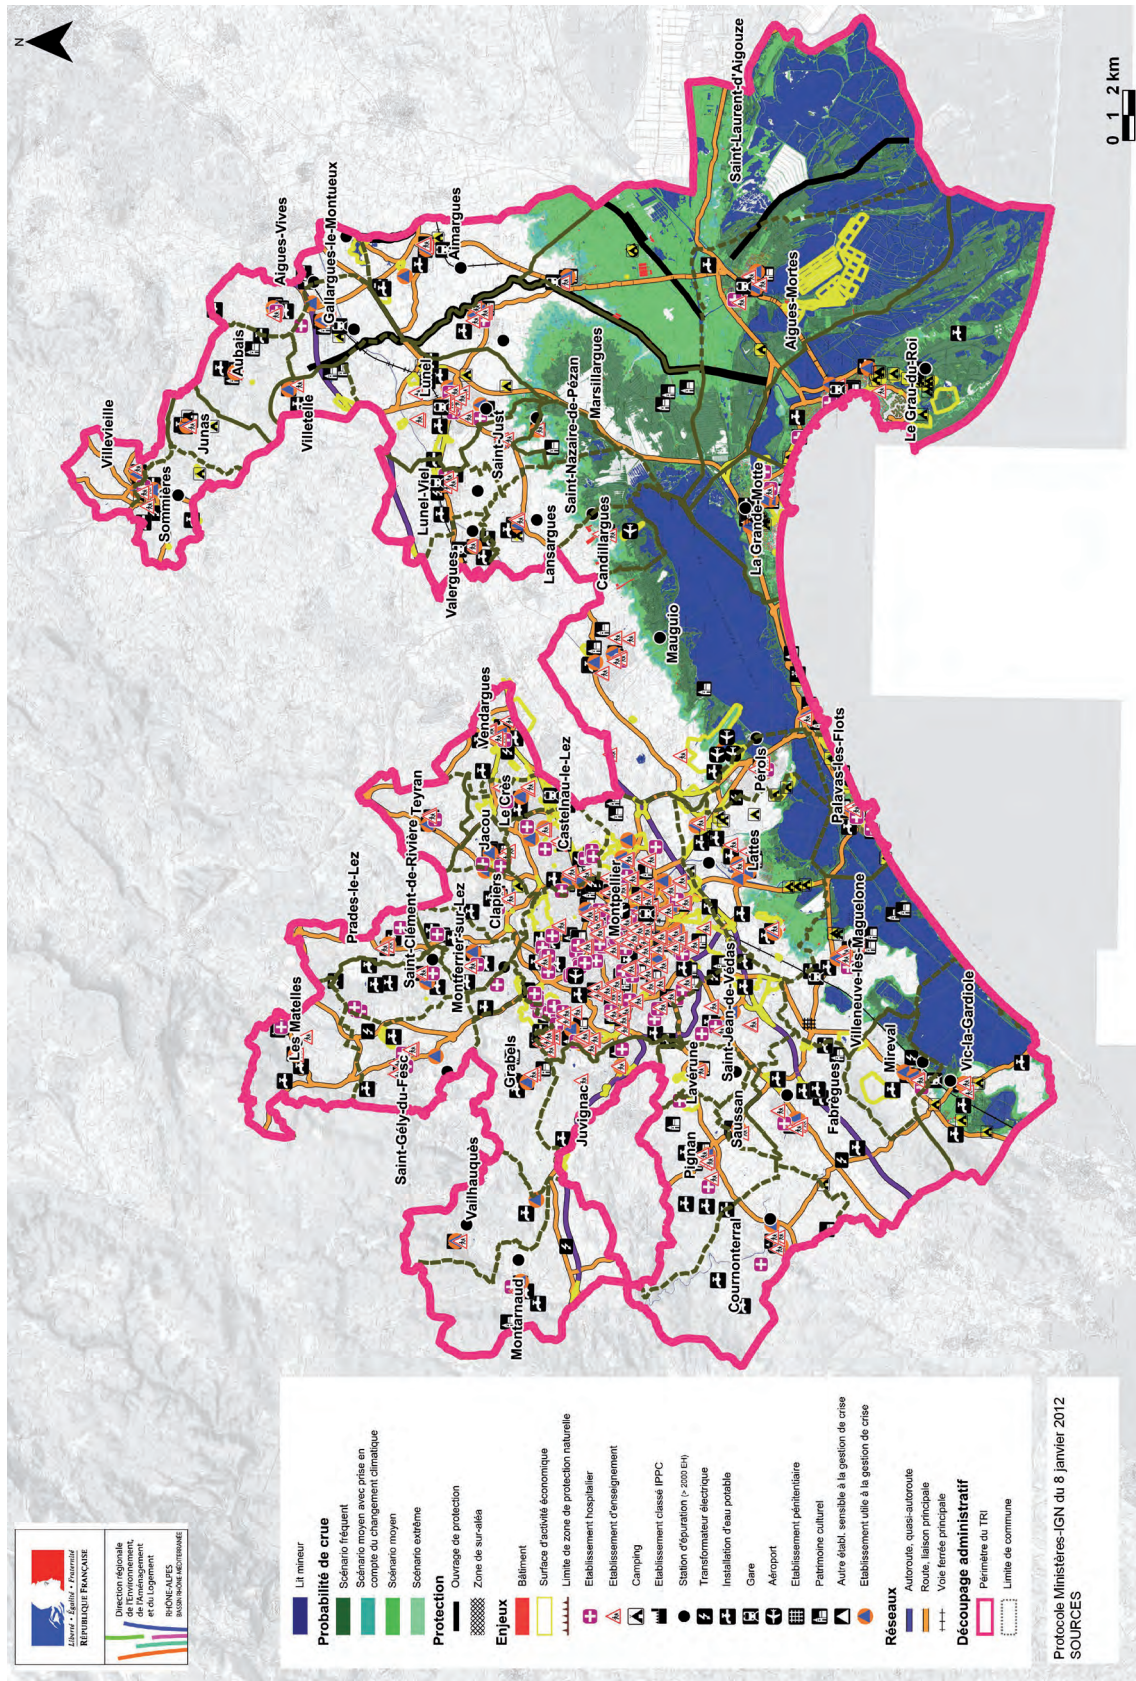 Liberté • Égalité • Fraternité
RÉPUBLIQUE FRANÇAISE
Direction régionale
de l'Environnement,
de l'Aménagement
et du Logement
RHÔNE-ALPES
BASSIN RHÔNE-MÉDITERRANÉE
Lit mineur
Probabilité de crue
Scénario fréquent
Scénario moyen avec prise en
compte du changement climatique
Scénario moyen
Scénario extrême
Protection
Ouvrage de protection
Zone de sur-aléa
Enjeux
Bâtiment
Surface d'activité économique
Limite de zone de protection naturelle
Etablissement hospitalier
Etablissement d'enseignement
Camping
Etablissement classé IPPC
Station d'épuration (> 2000 EH)
Transformateur électrique
Installation d'eau potable
Gare
Aéroport
Etablissement pénitentiaire
Patrimoine culturel
Autre établ. sensible à la gestion de crise
Etablissement utile à la gestion de crise
Réseaux
Autoroute, quasi-autoroute
Route, liaison principale
Voie ferrée principale
Découpage administratif
Périmètre du TRI
Limite de commune
Protocole Ministères-IGN du 8 janvier 2012
SOURCES
N
Villevieille
Sommières
Junas
Aubais
Aigues-Vives
Gallargues-le-Montueux
Villetelle
Aimargues
Lunel
Lunel-Viel
Saint-Just
Valergues
Lansargues
Saint-Nazaire-de-Pézan
Marsillargues
Candillargues
Mauguio
Saint-Laurent-d'Aigouze
Aigues-Mortes
Le Grau-du-Roi
La Grande-Motte
Vendargues
Teyran
Le Crès
Jacou
Castelnau-le-Lez
Prades-le-Lez
Saint-Clément-de-Rivière
Montferrier-sur-Lez
Clapiers
Les Matelles
Saint-Gély-du-Fesc
Grabels
Montpellier
Juvignac
Vailhauquès
Montarnaud
Pérols
Lattes
Palavas-les-Flots
Saint-Jean-de-Védas
Lavérune
Saussan
Pignan
Cournonterral
Fabrègues
Villeneuve-lès-Maguelone
Mireval
Vic-la-Gardiole
0 1 2 km